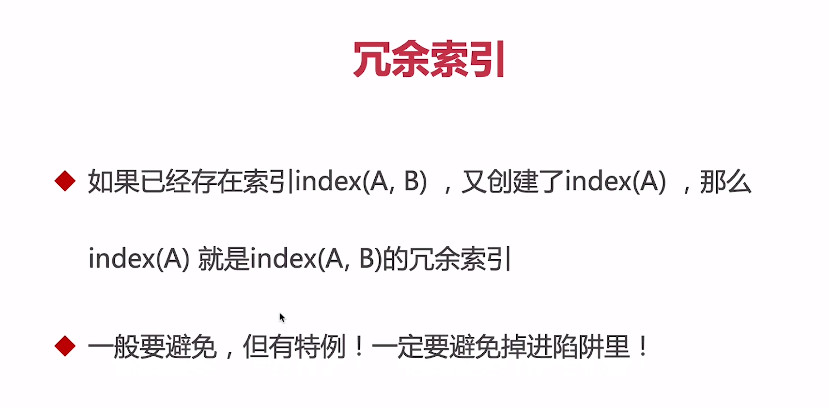 冗余索引
如果已经存在索引index(A, B) ，又创建了index(A) ，那么
index(A) 就是index(A, B)的冗余索引
一般要避免，但有特例！一定要避免掉进陷阱里！